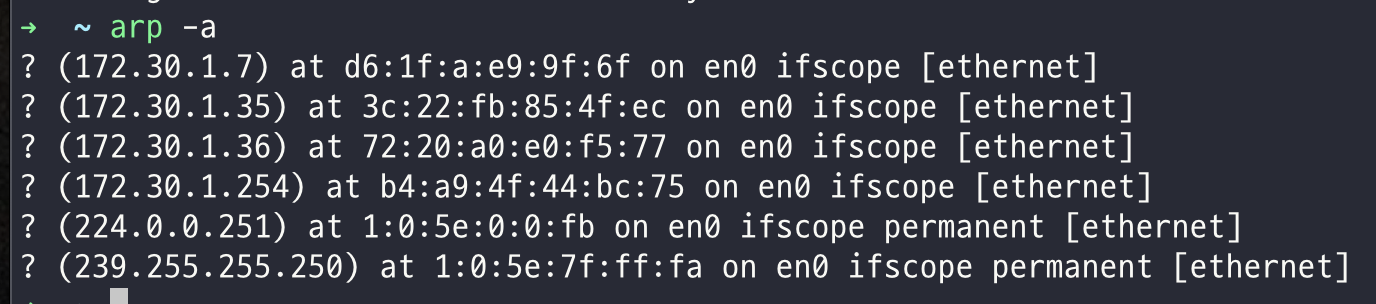 → ~ arp -a
? (172.30.1.7) at d6:1f:a:e9:9f:6f on en0 ifscope [ethernet]
? (172.30.1.35) at 3c:22:fb:85:4f:ec on en0 ifscope [ethernet]
? (172.30.1.36) at 72:20:a0:e0:f5:77 on en0 ifscope [ethernet]
? (172.30.1.254) at b4:a9:4f:44:bc:75 on en0 ifscope [ethernet]
? (224.0.0.251) at 1:0:5e:0:0:fb on en0 ifscope permanent [ethernet]
? (239.255.255.250) at 1:0:5e:7f:ff:fa on en0 ifscope permanent [ethernet]